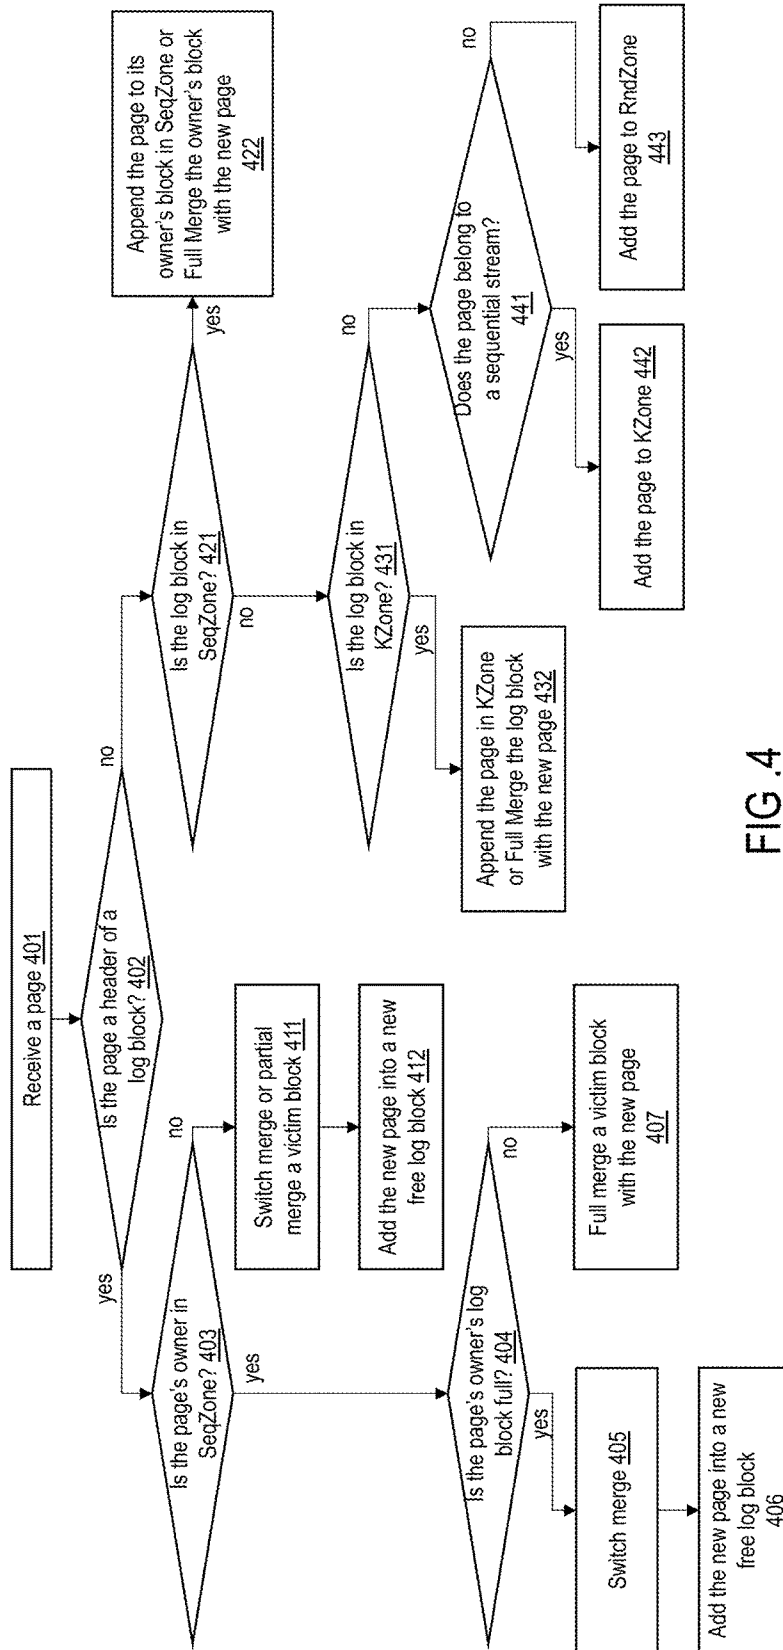 Receive a page 401
Is the page a header of a
log block? 402
yes
no
Is the page's owner in
SeqZone? 403
no
yes
Switch merge or partial
merge a victim block 411
Add the new page into a new
free log block 412
Is the page's owner's log
block full? 404
no
yes
Full merge a victim block
with the new page
407
Switch merge 405
Add the new page into a new
free log block
406
Is the log block in
SeqZone? 421
yes
no
Append the page to its
owner's block in SeqZone or
Full Merge the owner's block
with the new page
422
Is the log block in
KZone? 431
no
yes
Append the page in KZone
or Full Merge the log block
with the new page 432
Does the page belong to
a sequential stream?
441
no
yes
Add the page to KZone 442
Add the page to RndZone
443
FIG .4